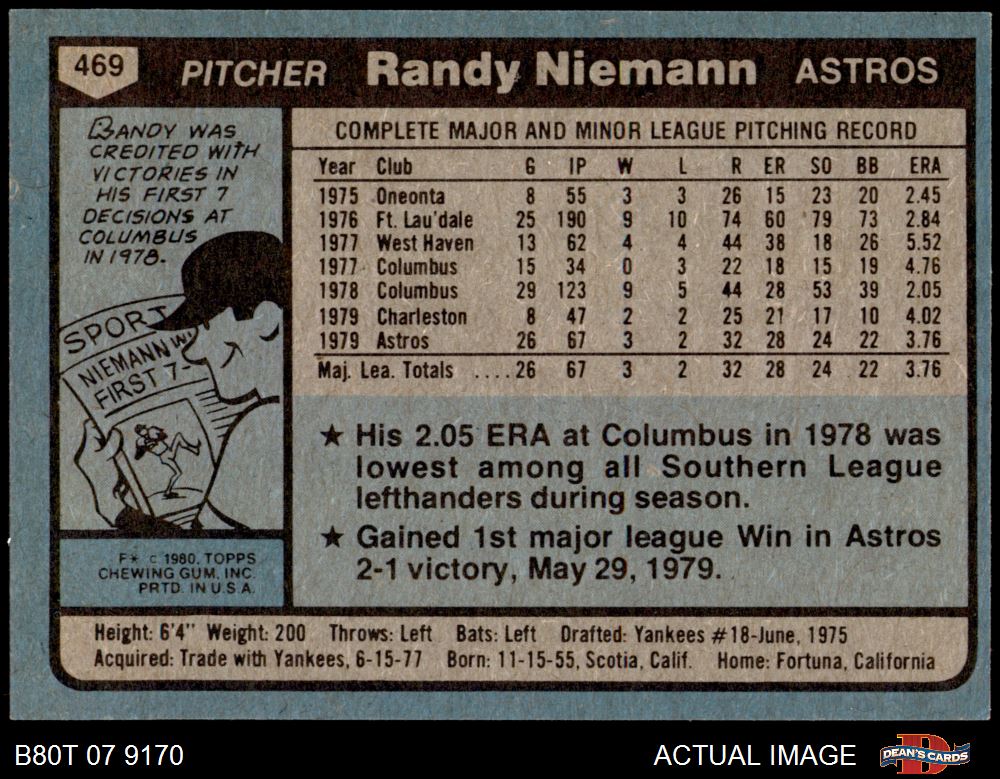 469
PITCHER Randy Niemann ASTROS
RANDY WAS
CREDITED WITH
VICTORIES IN
HIS FIRST 7
DECISIONS AT
COLUMBUS
IN 1978.
SPORT
NIEMANN W
FIRST 7-
F* © 1980, TOPPS
CHEWING GUM, INC.
PRTD. IN U.S.A.
COMPLETE MAJOR AND MINOR LEAGUE PITCHING RECORD
Year Club G IP W L R ER SO BB ERA
1975 Oneonta 8 55 3 3 26 15 23 20 2.45
1976 Ft. Lau'dale 25 190 9 10 74 60 79 73 2.84
1977 West Haven 13 62 4 4 44 38 18 26 5.52
1977 Columbus 15 34 0 3 22 18 15 19 4.76
1978 Columbus 29 123 9 5 44 28 53 39 2.05
1979 Charleston 8 47 2 2 25 21 17 10 4.02
1979 Astros 26 67 3 2 32 28 24 22 3.76
Maj. Lea. Totals ....26 67 3 2 32 28 24 22 3.76
★ His 2.05 ERA at Columbus in 1978 was
lowest among all Southern League
lefthanders during season.
★ Gained 1st major league Win in Astros
2-1 victory, May 29, 1979.
Height: 6'4" Weight: 200 Throws: Left Bats: Left Drafted: Yankees #18-June, 1975
Acquired: Trade with Yankees, 6-15-77 Born: 11-15-55, Scotia, Calif. Home: Fortuna, California
B80T 07 9170
ACTUAL IMAGE
DEAN'S CARDS